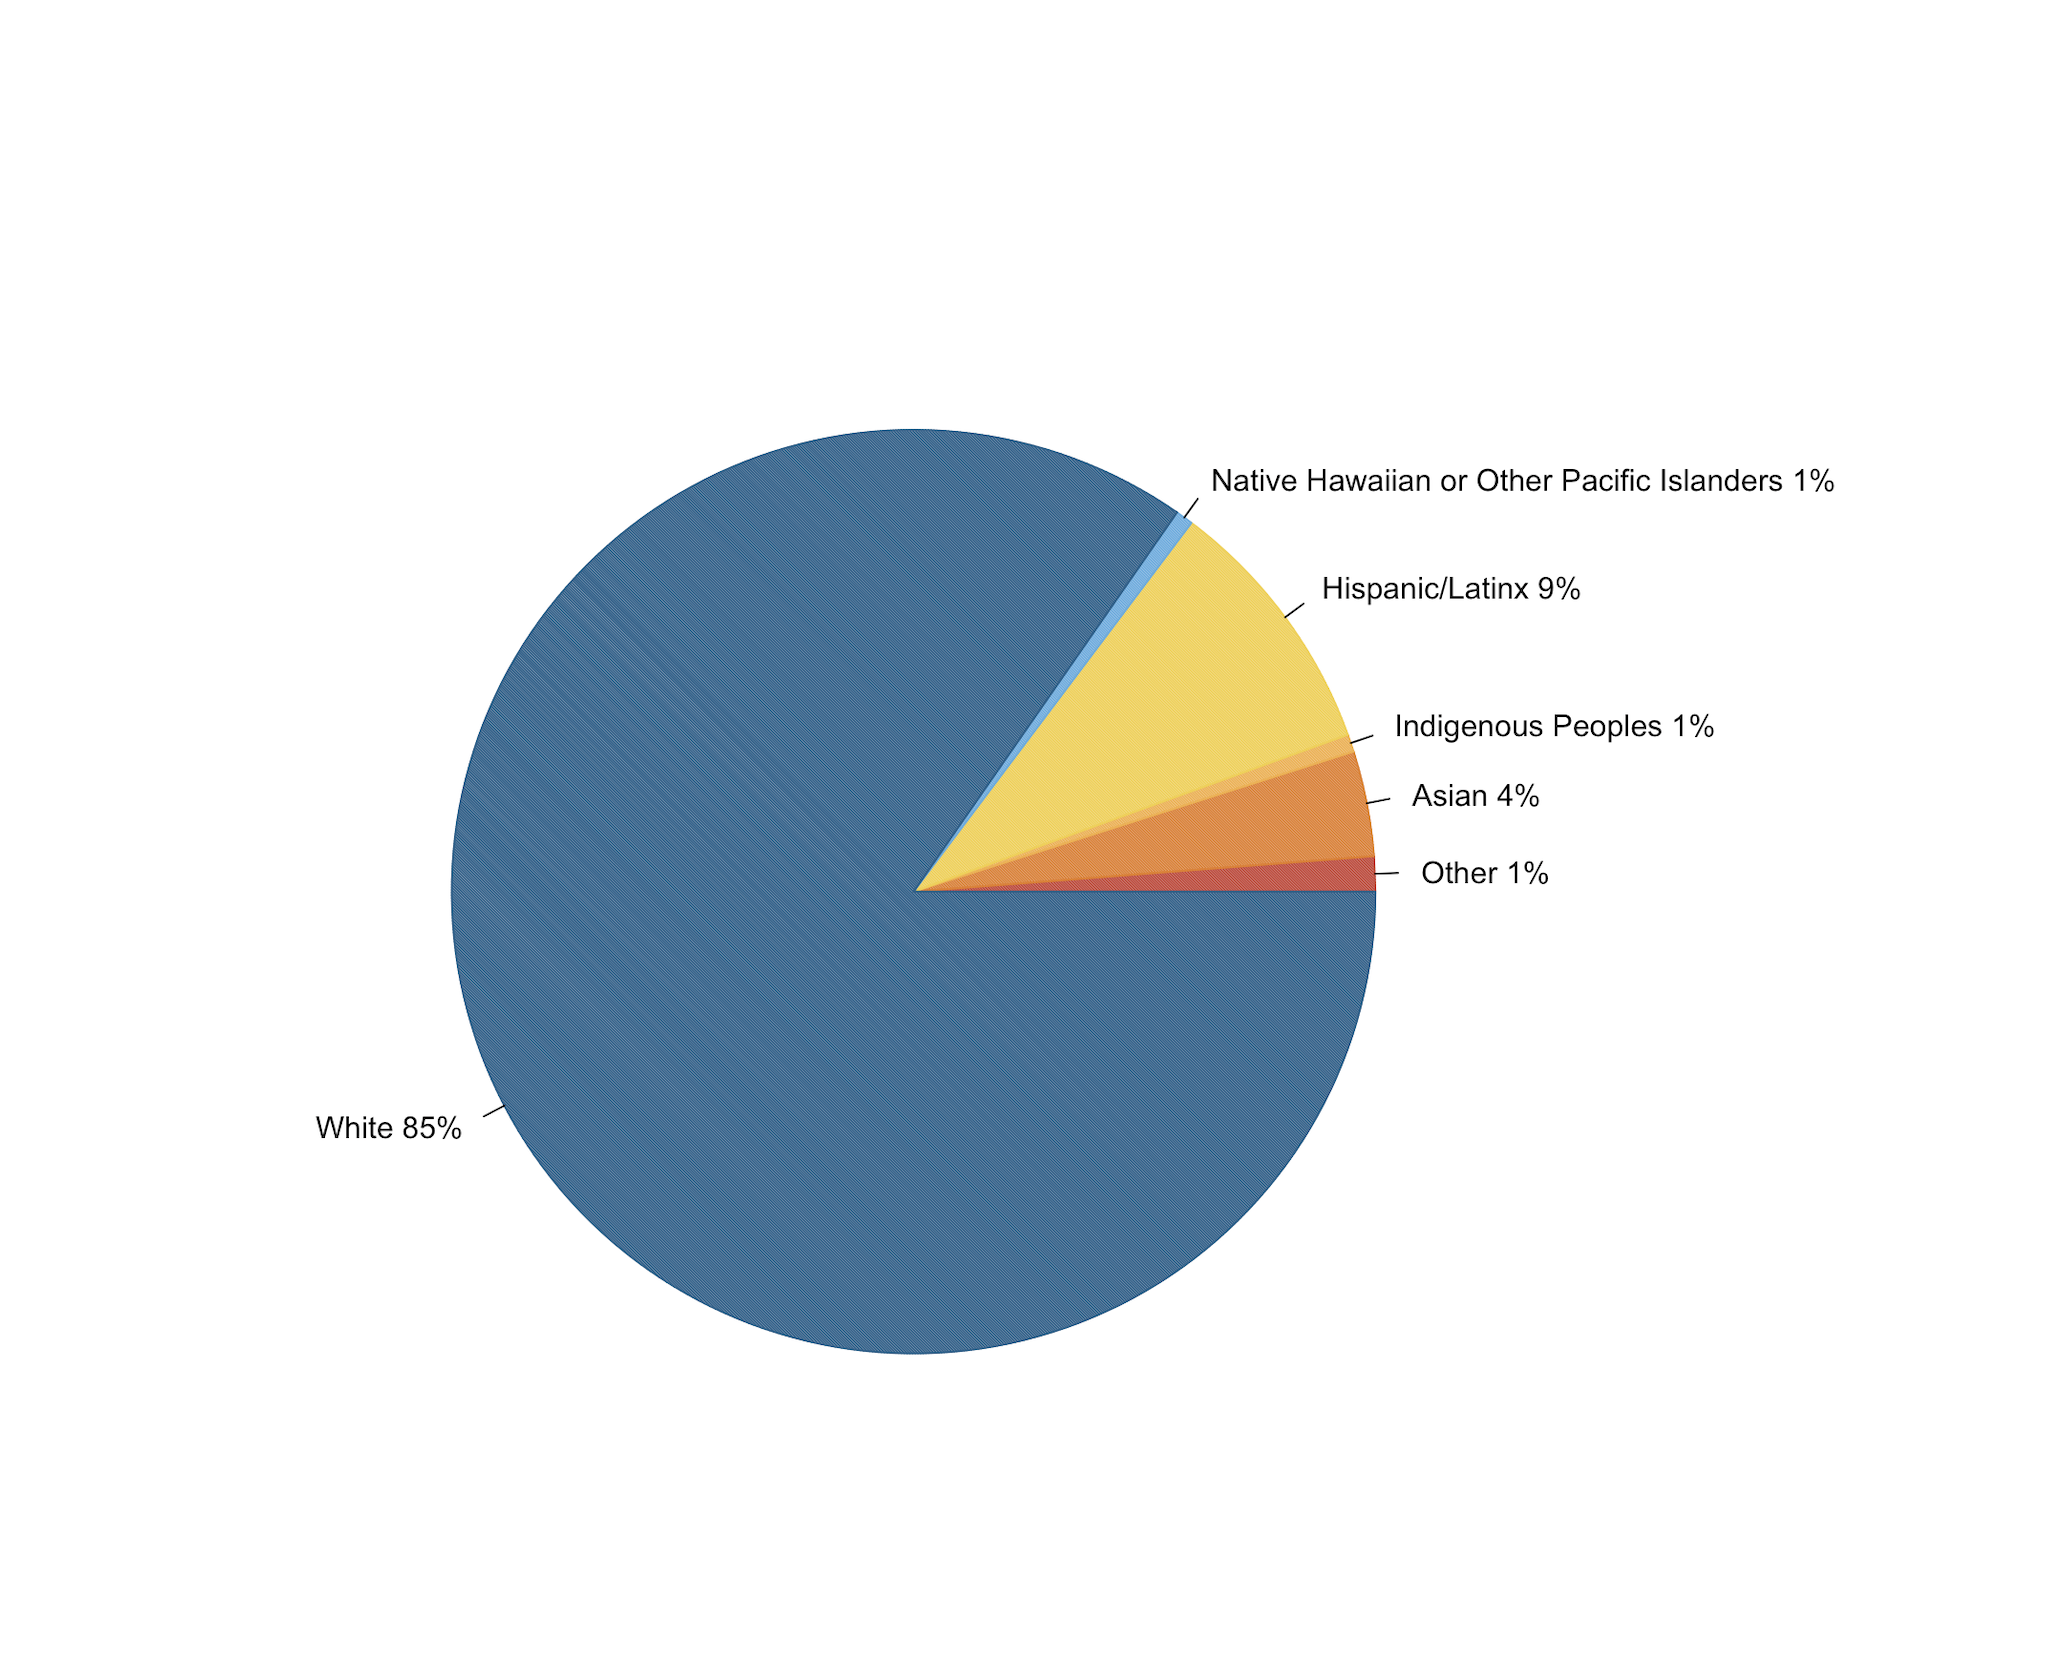 Native Hawaiian or Other Pacific Islanders 1%
Hispanic/Latinx 9%
Indigenous Peoples 1%
Asian 4%
Other 1%
White 85%